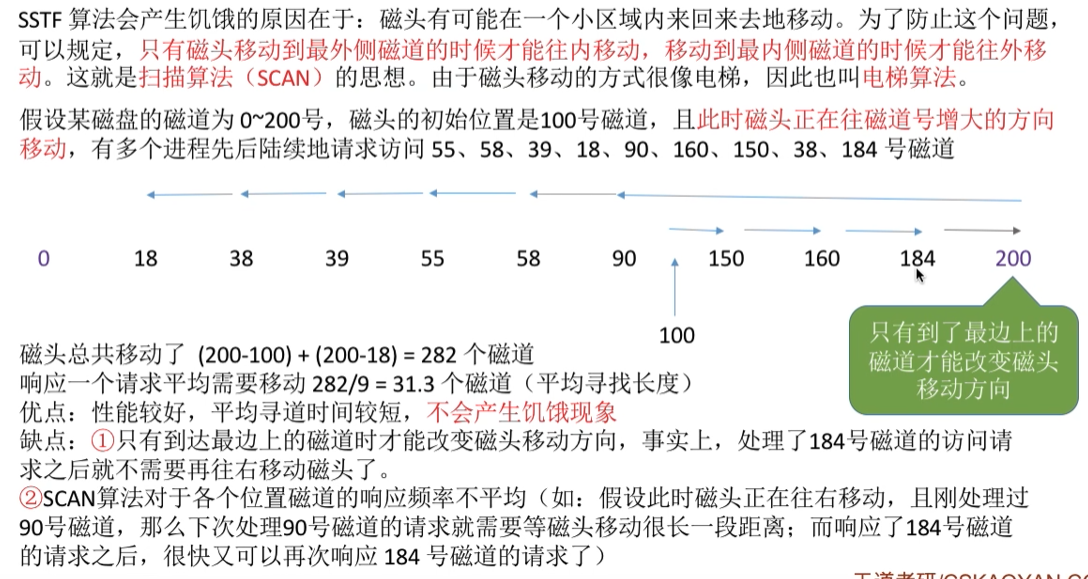 SSTF 算法会产生饥饿的原因在于：磁头有可能在一个小区域内来回来去地移动。为了防止这个问题，
可以规定，只有磁头移动到最外侧磁道的时候才能往内移动，移动到最内侧磁道的时候才能往外移
动。这就是扫描算法（SCAN）的思想。由于磁头移动的方式很像电梯，因此也叫电梯算法。
假设某磁盘的磁道为 0~200号，磁头的初始位置是100号磁道，且此时磁头正在往磁道号增大的方向
移动，有多个进程先后陆续地请求访问 55、58、39、18、90、160、150、38、184 号磁道
0 18 38 39 55 58 90 150 160 184 200
100
只有到了最边上的
磁道才能改变磁头
移动方向
磁头总共移动了 (200-100) + (200-18) = 282 个磁道
响应一个请求平均需要移动 282/9 = 31.3 个磁道（平均寻找长度）
优点：性能较好，平均寻道时间较短，不会产生饥饿现象
缺点：①只有到达最边上的磁道时才能改变磁头移动方向，事实上，处理了184号磁道的访问请
求之后就不需要再往右移动磁头了。
②SCAN算法对于各个位置磁道的响应频率不平均（如：假设此时磁头正在往右移动，且刚处理过
90号磁道，那么下次处理90号磁道的请求就需要等磁头移动很长一段距离；而响应了184号磁道
的请求之后，很快又可以再次响应 184 号磁道的请求了）